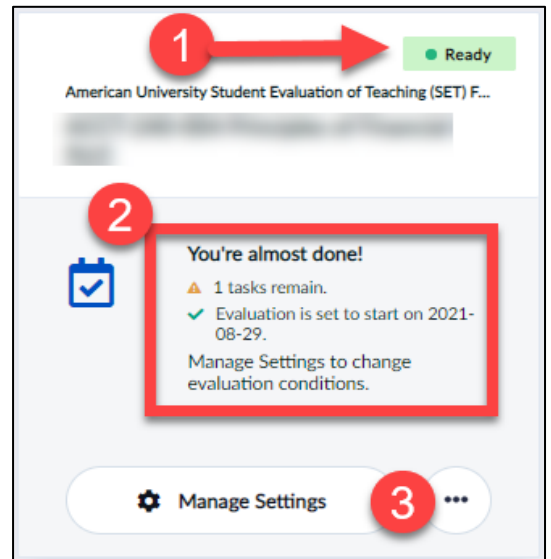 1
Ready
American University Student Evaluation of Teaching (SET) F...
2
You're almost done!
1 tasks remain.
Evaluation is set to start on 2021-
08-29.
Manage Settings to change
evaluation conditions.
Manage Settings
3